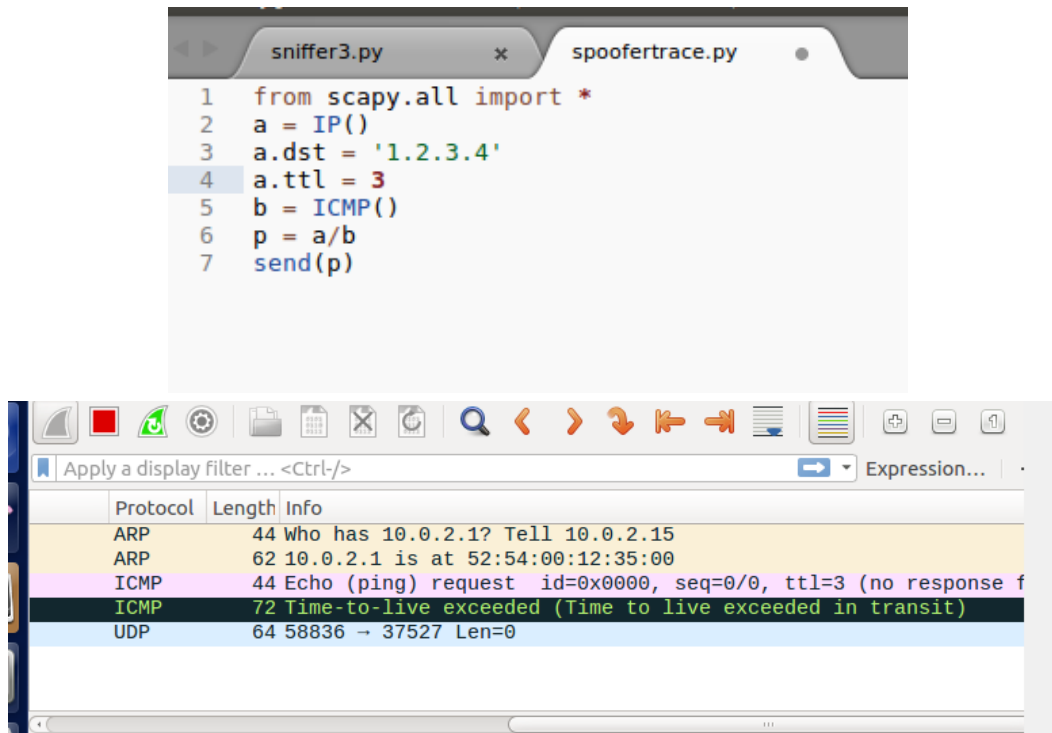 sniffer3.py × spoofertrace.py
1 from scapy.all import *
2 a = IP()
3 a.dst = '1.2.3.4'
4 a.ttl = 3
5 b = ICMP()
6 p = a/b
7 send(p)
Apply a display filter … <Ctrl-/> Expression…
Protocol Length Info
ARP 44 Who has 10.0.2.1? Tell 10.0.2.15
ARP 62 10.0.2.1 is at 52:54:00:12:35:00
ICMP 44 Echo (ping) request id=0x0000, seq=0/0, ttl=3 (no response f
ICMP 72 Time-to-live exceeded (Time to live exceeded in transit)
UDP 64 58836 → 37527 Len=0